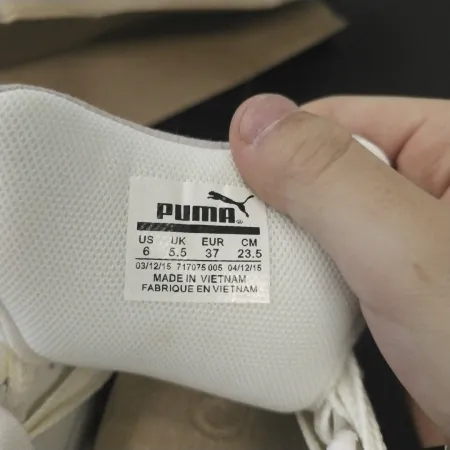 PUMA
US UK EUR CM
6 5.5 37 23.5
03/12/15 717075 005 04/12/15
MADE IN VIETNAM
FABRIQUE EN VIETNAM